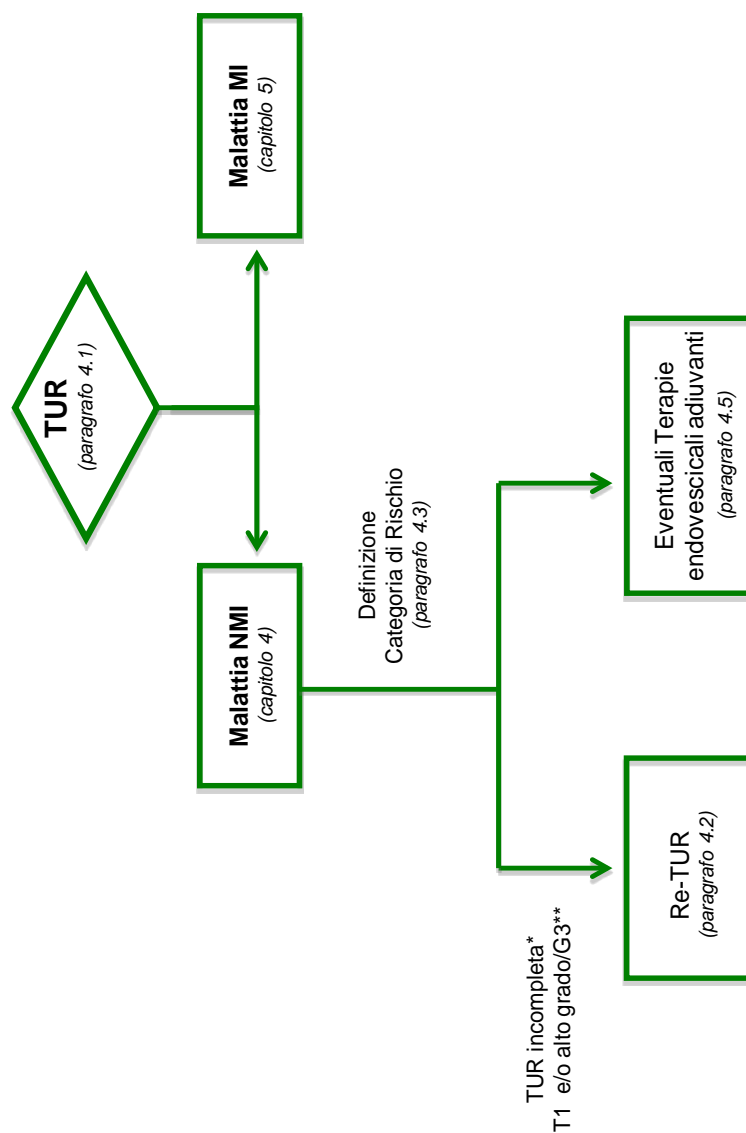 TUR
(paragrafo 4.1)
Malattia NMI
(capitolo 4)
Malattia MI
(capitolo 5)
Definizione
Categoria di Rischio
(paragrafo 4.3)
TUR incompleta*
T1 e/o alto grado/G3**
Re-TUR
(paragrafo 4.2)
Eventuali Terapie
endovescicali adiuvanti
(paragrafo 4.5)